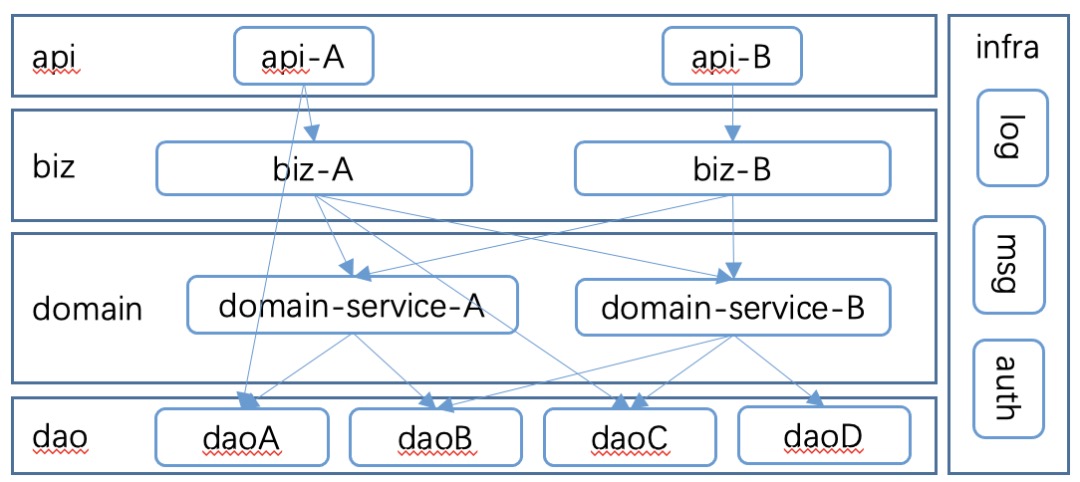 api
api-A
api-B
biz
biz-A
biz-B
domain
domain-service-A
domain-service-B
dao
daoA
daoB
daoC
daoD
infra
log
msg
auth